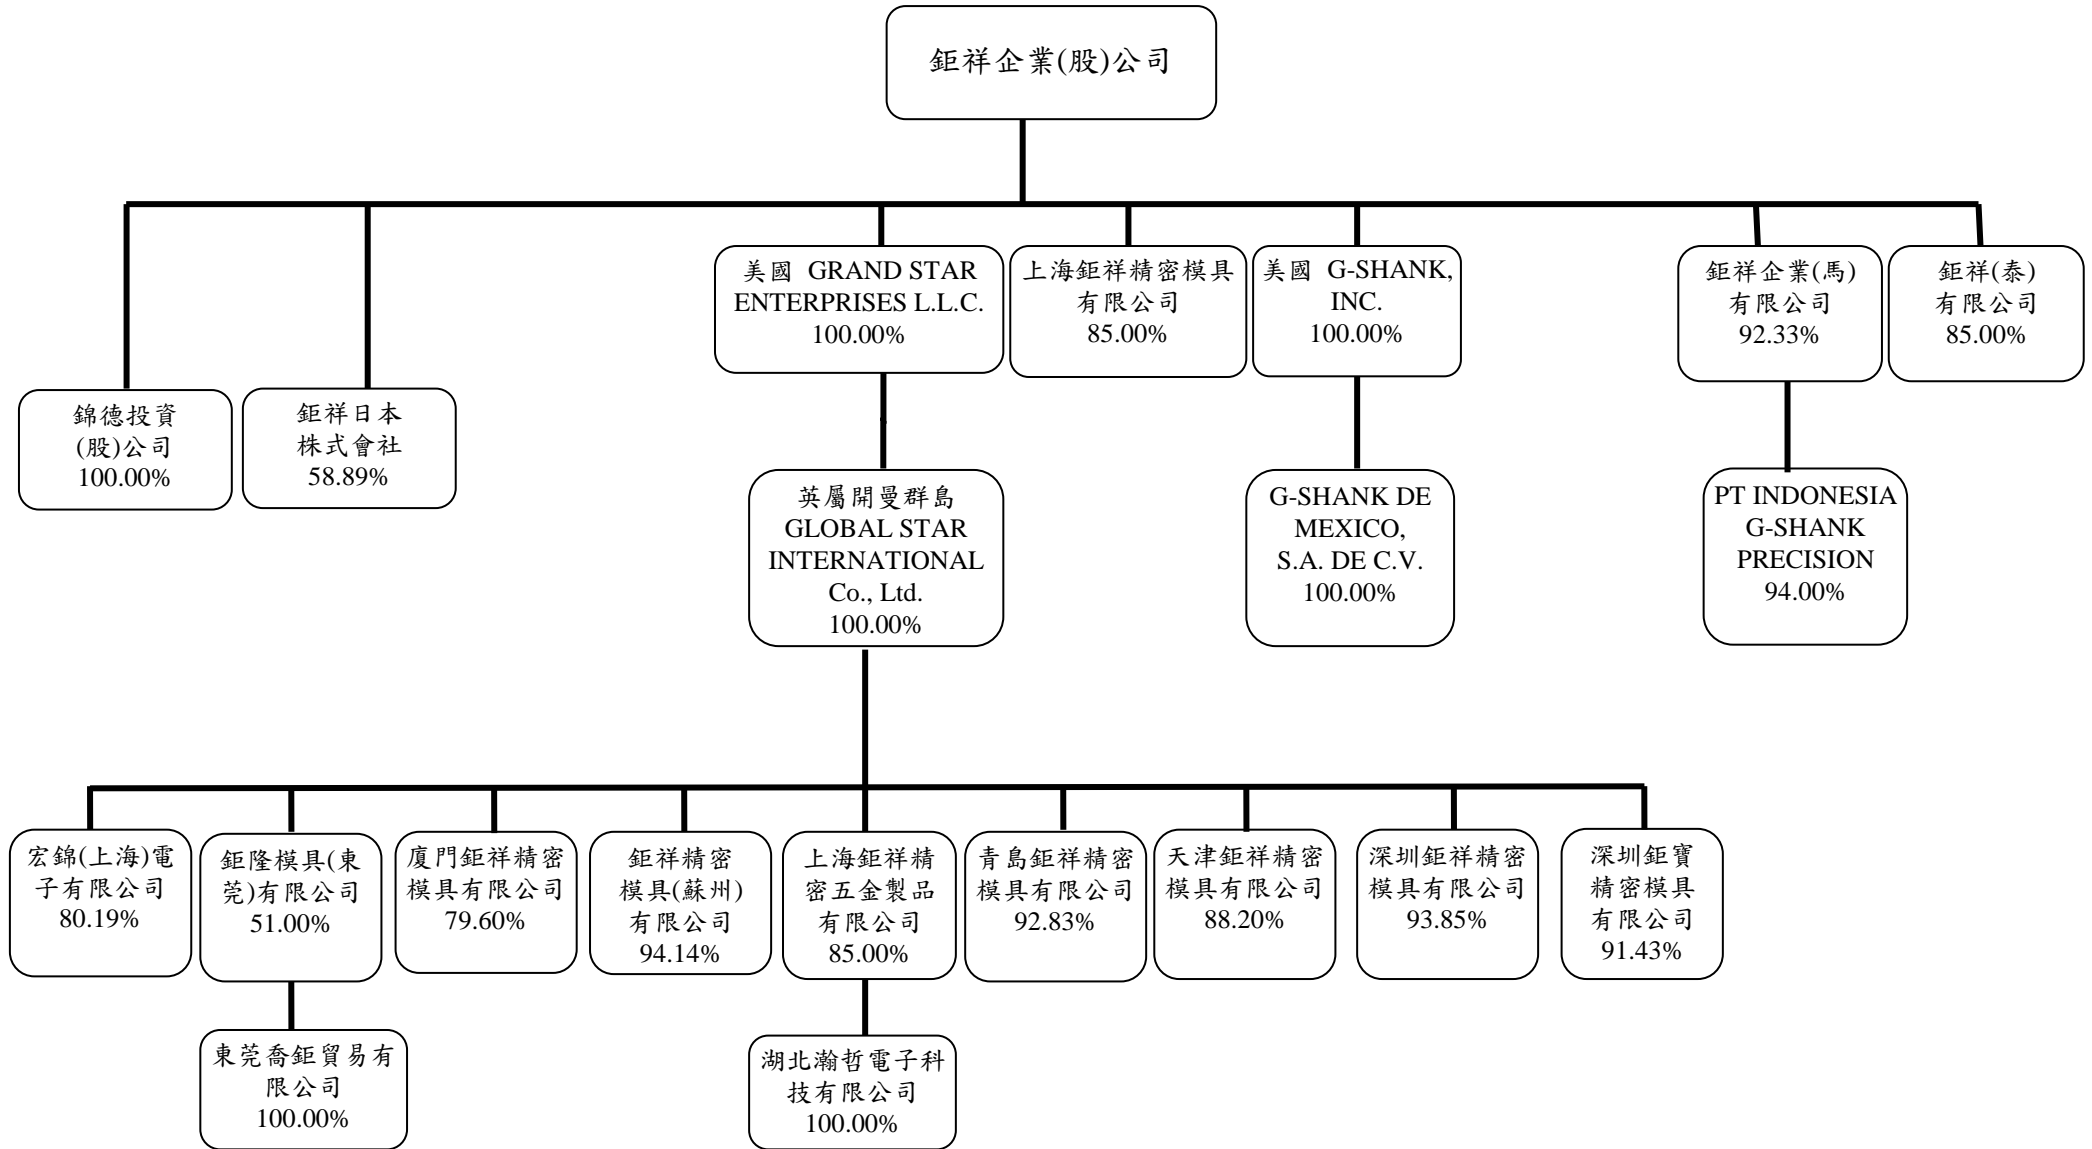 鉅祥企業(股)公司
美國 GRAND STAR
ENTERPRISES L.L.C.
100.00%
上海鉅祥精密模具
有限公司
85.00%
美國 G-SHANK,
INC.
100.00%
鉅祥企業(馬)
有限公司
92.33%
鉅祥(泰)
有限公司
85.00%
錦德投資
(股)公司
100.00%
鉅祥日本
株式會社
58.89%
英屬開曼群島
GLOBAL STAR
INTERNATIONAL
Co., Ltd.
100.00%
G-SHANK DE
MEXICO,
S.A. DE C.V.
100.00%
PT INDONESIA
G-SHANK
PRECISION
94.00%
宏錦(上海)電
子有限公司
80.19%
鉅隆模具(東
莞)有限公司
51.00%
廈門鉅祥精密
模具有限公司
79.60%
鉅祥精密
模具(蘇州)
有限公司
94.14%
上海鉅祥精
密五金製品
有限公司
85.00%
青島鉅祥精密
模具有限公司
92.83%
天津鉅祥精密
模具有限公司
88.20%
深圳鉅祥精密
模具有限公司
93.85%
深圳鉅寶
精密模具
有限公司
91.43%
東莞喬鉅貿易有
限公司
100.00%
湖北瀚哲電子科
技有限公司
100.00%